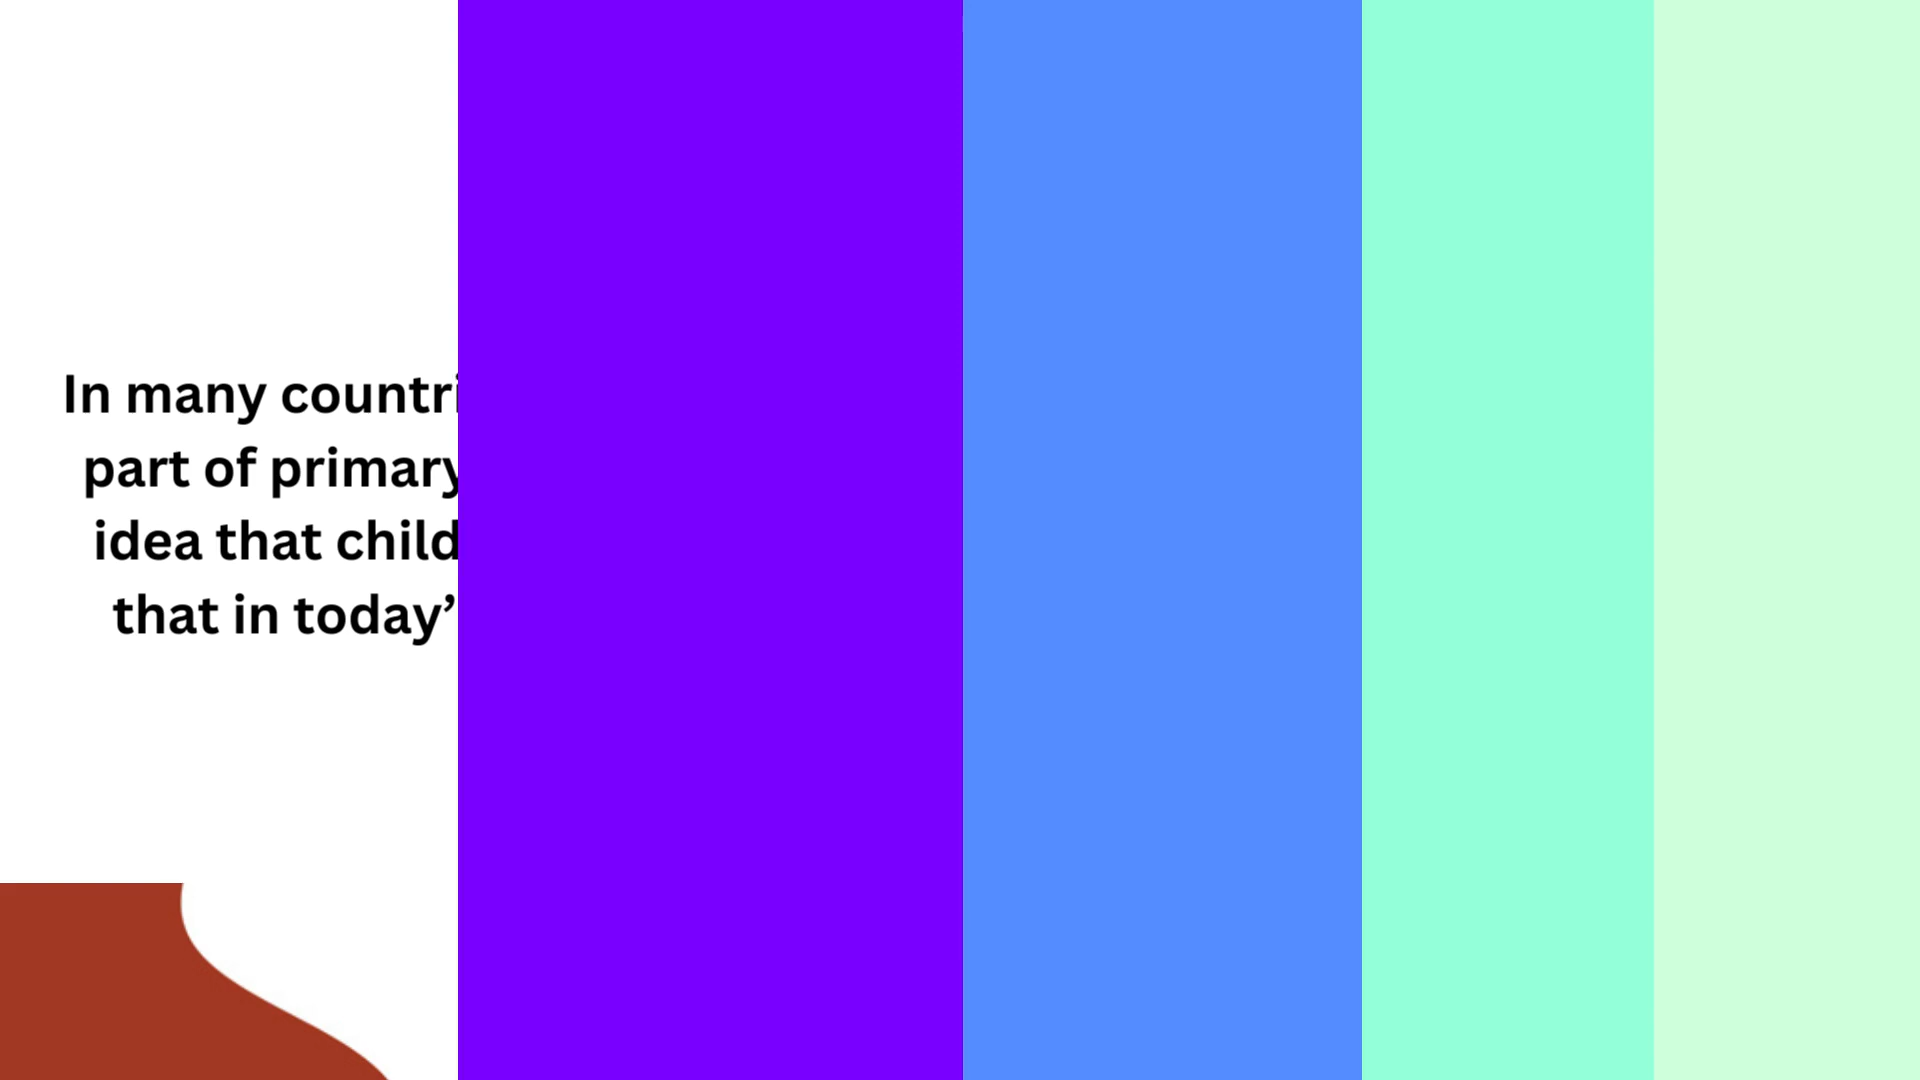 In many countri
part of primary
idea that child
that in today’